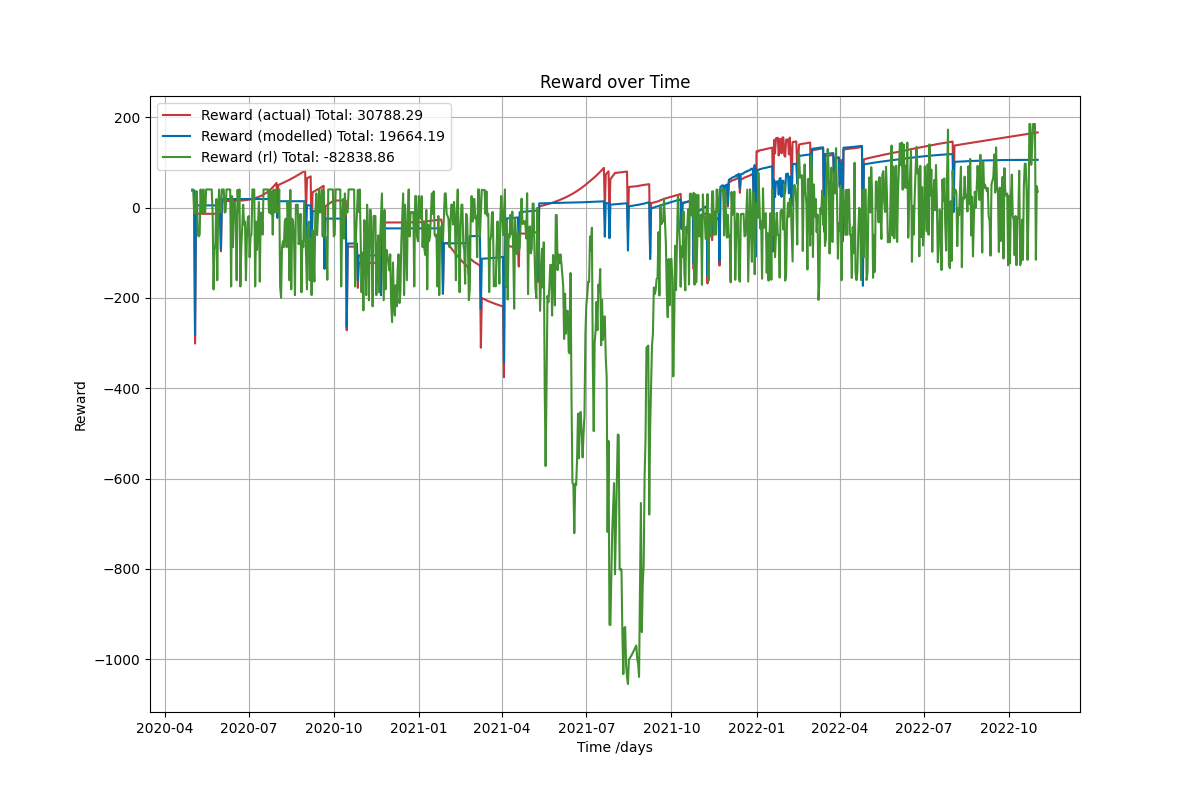 Reward over Time
Reward (actual) Total: 30788.29
Reward (modelled) Total: 19664.19
Reward (rl) Total: -82838.86
200
0
−200
−400
−600
−800
−1000
Reward
2020-04 2020-07 2020-10 2021-01 2021-04 2021-07 2021-10 2022-01 2022-04 2022-07 2022-10
Time /days